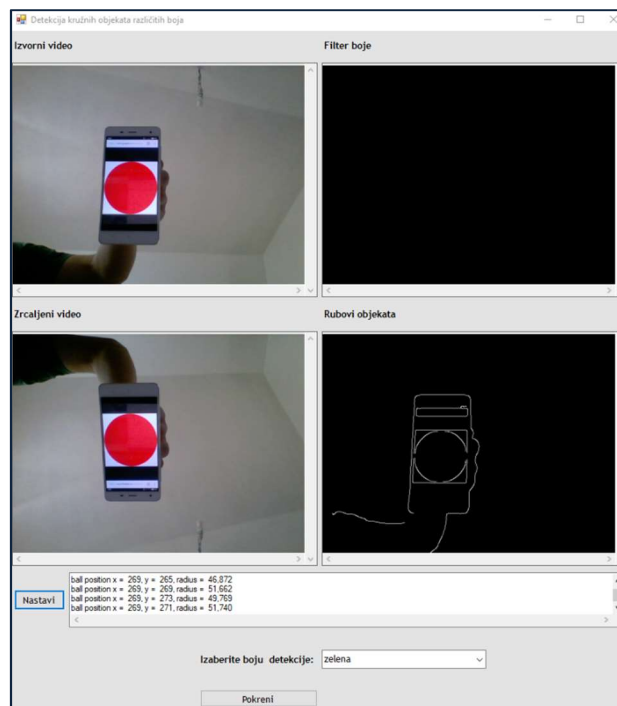 Detekcija kružnih objekata različitih boja
Izvorni video
Filter boje
Zrcaljeni video
Rubovi objekata
Nastavi
ball position x = 269, y = 265, radius = 46,872
ball position x = 269, y = 269, radius = 51,662
ball position x = 269, y = 273, radius = 49,769
ball position x = 269, y = 271, radius = 51,740
Izaberite boju detekcije:
zelena
Pokreni